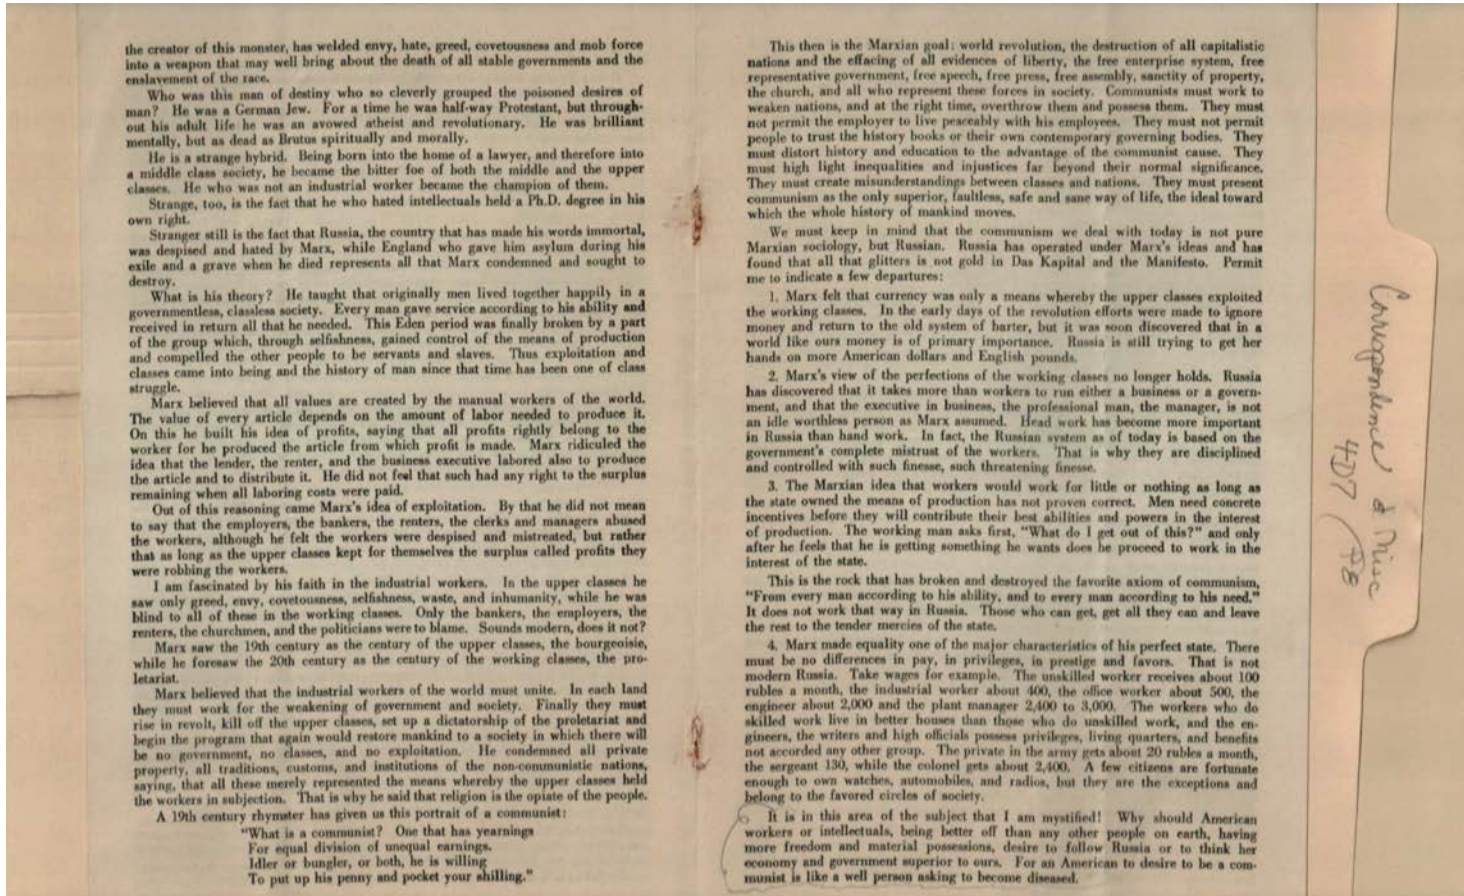 the creator of this monster, has welded envy, hate, greed, covetousness and mob force
into a weapon that may well bring about the death of all stable governments and the
enslavement of the race.
Who was this man of destiny who so cleverly grouped the poisoned desires of
man? He was a German Jew. For a time he was half-way Protestant, but through-
out his adult life he was an avowed atheist and revolutionary. He was brilliant
mentally, but as dead as Brutus spiritually and morally.
He is a strange hybrid. Being born into the home of a lawyer, and therefore into
a middle class society, he became the bitter foe of both the middle and the upper
classes. He who was not an industrial worker became the champion of them.
Strange, too, is the fact that he who hated intellectuals held a Ph.D. degree in his
own right.
Stranger still is the fact that Russia, the country that has made his words immortal,
was despised and hated by Marx, while England who gave him asylum during his
exile and a grave when he died represents all that Marx condemned and sought to
destroy.
What is his theory? He taught that originally men lived together happily in a
governmentless, classless society. Every man gave service according to his ability and
received in return all that he needed. This Eden period was finally broken by a part
of the group which, through selfishness, gained control of the means of production
and compelled the other people to be servants and slaves. Thus exploitation and
classes came into being and the history of man since that time has been one of class
struggle.
Marx believed that all values are created by the manual workers of the world.
The value of every article depends on the amount of labor needed to produce it.
On this he built his idea of profits, saying that all profits rightly belong to the
worker for he produced the article from which profit is made. Marx ridiculed the
idea that the lender, the renter, and the business executive labored also to produce
the article and to distribute it. He did not feel that such had any right to the surplus
remaining when all laboring costs were paid.
Out of this reasoning came Marx's idea of exploitation. By that he did not mean
to say that the employers, the bankers, the renters, the clerks and managers abused
the workers, although he felt the workers were despised and mistreated, but rather
that as long as the upper classes kept for themselves the surplus called profits they
were robbing the workers.
I am fascinated by his faith in the industrial workers. In the upper classes he
saw only greed, envy, covetousness, selfishness, waste, and inhumanity, while he was
blind to all of these in the working classes. Only the bankers, the employers, the
renters, the churchmen, and the politicians were to blame. Sounds modern, does it not?
Marx saw the 19th century as the century of the upper classes, the bourgeoisie,
while he foresaw the 20th century as the century of the working classes, the pro-
letariat.
Marx believed that the industrial workers of the world must unite. In each land
they must work for the weakening of government and society. Finally they must
rise in revolt, kill off the upper classes, set up a dictatorship of the proletariat and
begin the program that again would restore mankind to a society in which there will
be no government, no classes, and no exploitation. He condemned all private
property, all traditions, customs, and institutions of the non-communistic nations,
saying, that all these merely represented the means whereby the upper classes held
the workers in subjection. That is why he said that religion is the opiate of the people.
A 19th century rhymster has given us this portrait of a communist:
"What is a communist? One that has yearnings
For equal division of unequal earnings.
Idler or bungler, or both, he is willing
To put up his penny and pocket your shilling."
This then is the Marxian goal: world revolution, the destruction of all capitalistic
nations and the effacing of all evidences of liberty, the free enterprise system, free
representative government, free speech, free press, free assembly, sanctity of property,
the church, and all who represent these forces in society. Communists must work to
weaken nations, and at the right time, overthrow them and possess them. They must
not permit the employer to live peaceably with his employees. They must not permit
people to trust the history books or their own contemporary governing bodies. They
must distort history and education to the advantage of the communist cause. They
must high light inequalities and injustices far beyond their normal significance.
They must create misunderstandings between classes and nations. They must present
communism as the only superior, faultless, safe and sane way of life, the ideal toward
which the whole history of mankind moves.
We must keep in mind that the communism we deal with today is not pure
Marxian sociology, but Russian. Russia has operated under Marx's ideas and has
found that all that glitters is not gold in Das Kapital and the Manifesto. Permit
me to indicate a few departures:
1. Marx felt that currency was only a means whereby the upper classes exploited
the working classes. In the early days of the revolution efforts were made to ignore
money and return to the old system of barter, but it was soon discovered that in a
world like ours money is of primary importance. Russia is still trying to get her
hands on more American dollars and English pounds.
2. Marx's view of the perfections of the working classes no longer holds. Russia
has discovered that it takes more than workers to run either a business or a govern-
ment, and that the executive in business, the professional man, the manager, is not
an idle worthless person as Marx assumed. Head work has become more important
in Russia than hand work. In fact, the Russian system as of today is based on the
government's complete mistrust of the workers. That is why they are disciplined
and controlled with such finesse, such threatening finesse.
3. The Marxian idea that workers would work for little or nothing as long as
the state owned the means of production has not proven correct. Men need concrete
incentives before they will contribute their best abilities and powers in the interest
of production. The working man asks first, "What do I get out of this?" and only
after he feels that he is getting something he wants does he proceed to work in the
interest of the state.
This is the rock that has broken and destroyed the favorite axiom of communism,
"From every man according to his ability, and to every man according to his need."
It does not work that way in Russia. Those who can get, get all they can and leave
the rest to the tender mercies of the state.
4. Marx made equality one of the major characteristics of his perfect state. There
must be no differences in pay, in privileges, in prestige and favors. That is not
modern Russia. Take wages for example. The unskilled worker receives about 100
rubles a month, the industrial worker about 400, the office worker about 500, the
engineer about 2,000 and the plant manager 2,400 to 3,000. The workers who do
skilled work live in better houses than those who do unskilled work, and the en-
gineers, the writers and high officials possess privileges, living quarters, and benefits
not accorded any other group. The private in the army gets about 20 rubles a month,
the sergeant 130, while the colonel gets about 2,400. A few citizens are fortunate
enough to own watches, automobiles, and radios, but they are the exceptions and
belong to the favored circles of society.
It is in this area of the subject that I am mystified! Why should American
workers or intellectuals, being better off than any other people on earth, having
more freedom and material possessions, desire to follow Russia or to think her
economy and government superior to ours. For an American to desire to be a com-
munist is like a well person asking to become diseased.
Correspondence & Misc